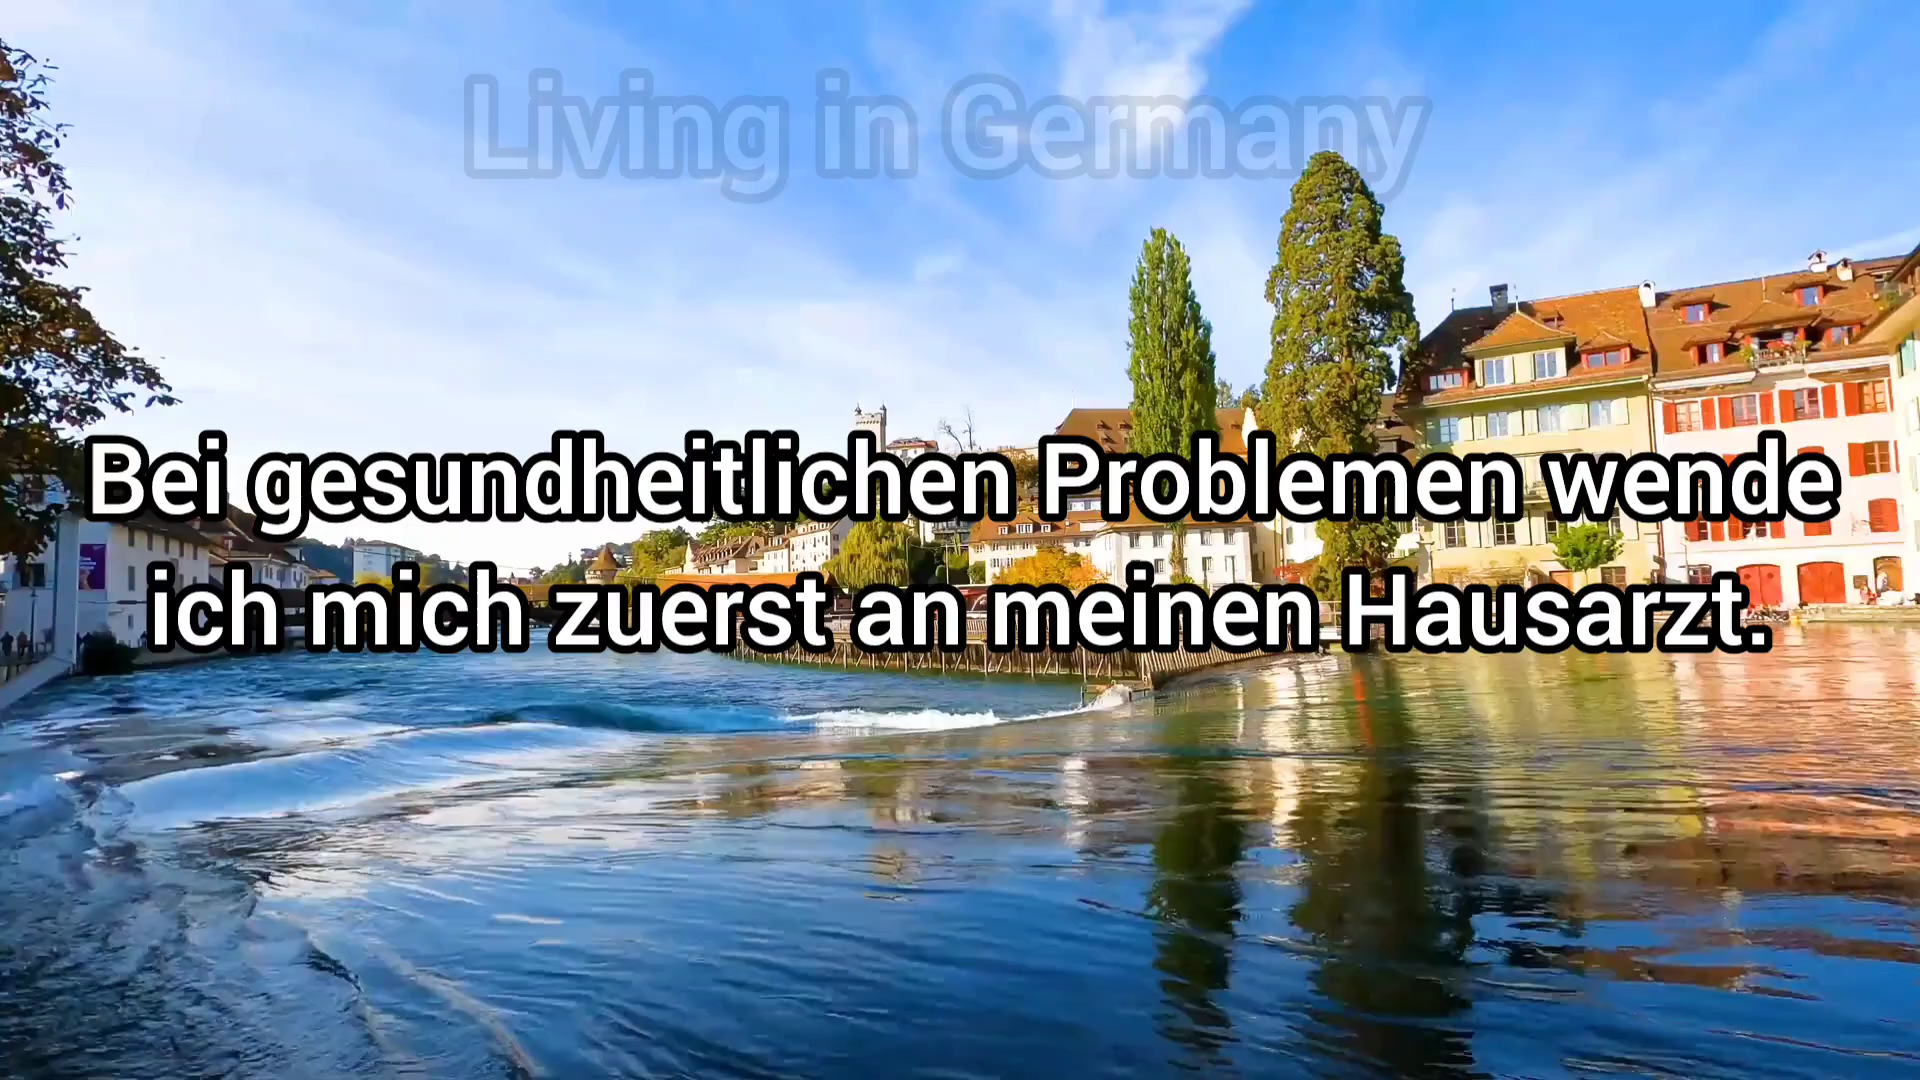 Living in Germany
Bei gesundheitlichen Problemen wende
ich mich zuerst an meinen Hausarzt.